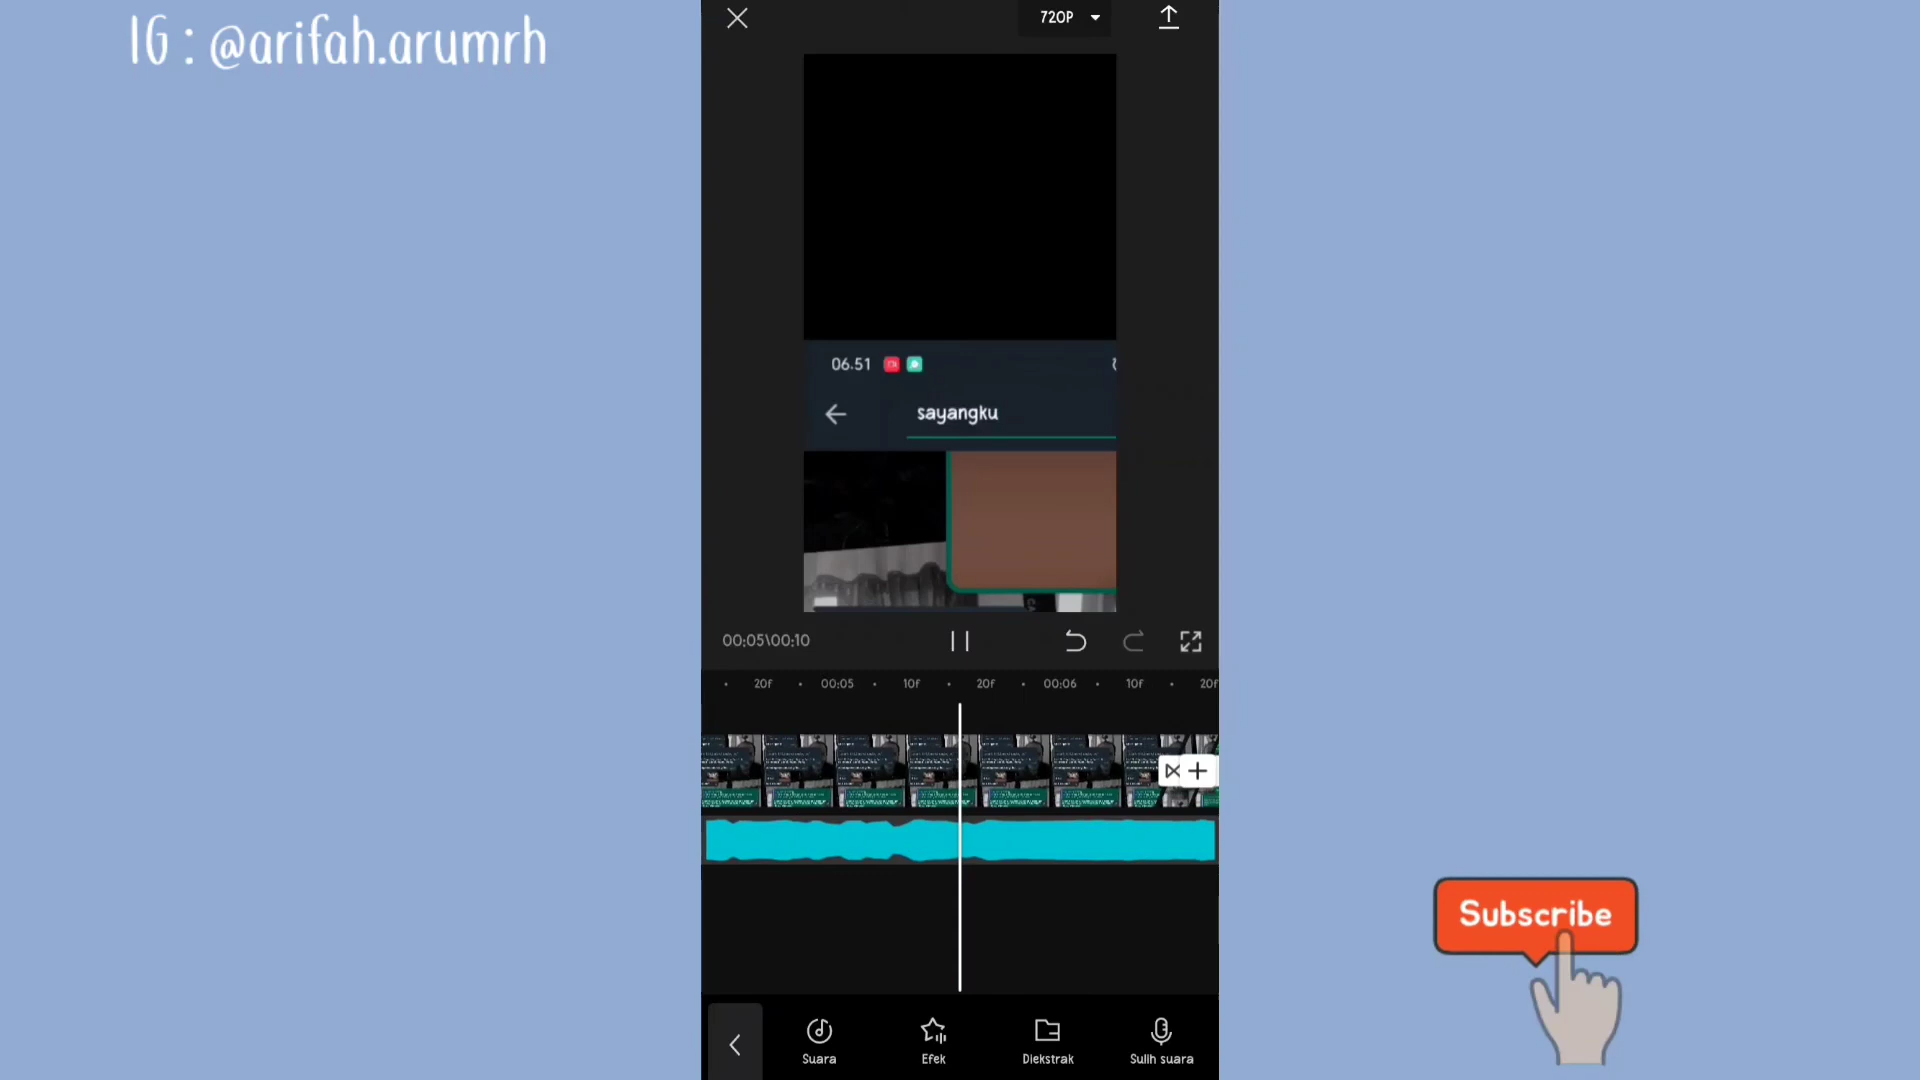 IG : @arifah.arumrh
720P
06.51
sayangku
00:05\00:10
20f 00:05 10f 20f 00:06 10f 20f
Suara Efek Diekstrak Sulih suara
Subscribe